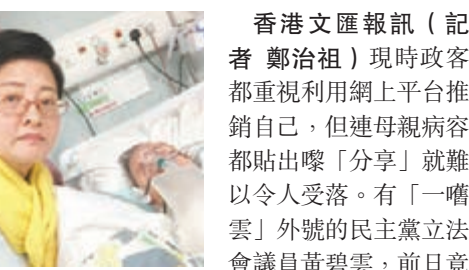 香港文匯報訊（記
者 鄭治祖）現時政客
都重視利用網上平台推
銷自己，但連母親病容
都貼出嚟「分享」就難
以令人受落。有「一嚿
雲」外號的民主黨立法
會議員黃碧雲，前日意